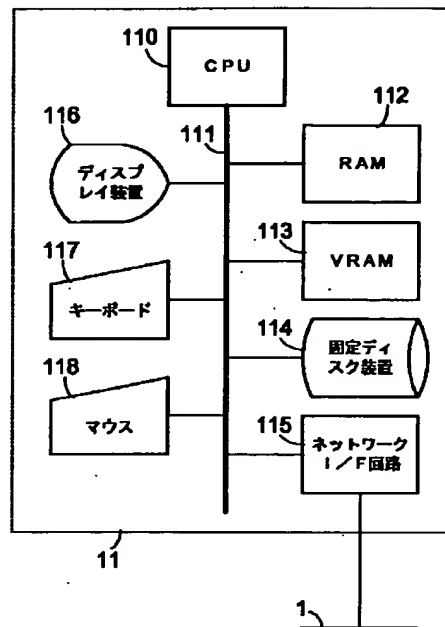 110
CPU
116
111
112
ディスプ
レイ装置
RAM
117
113
VRAM
キーボード
114
118
固定ディ
スク装置
マウス
115
ネットワーク
I/F回路
11
1